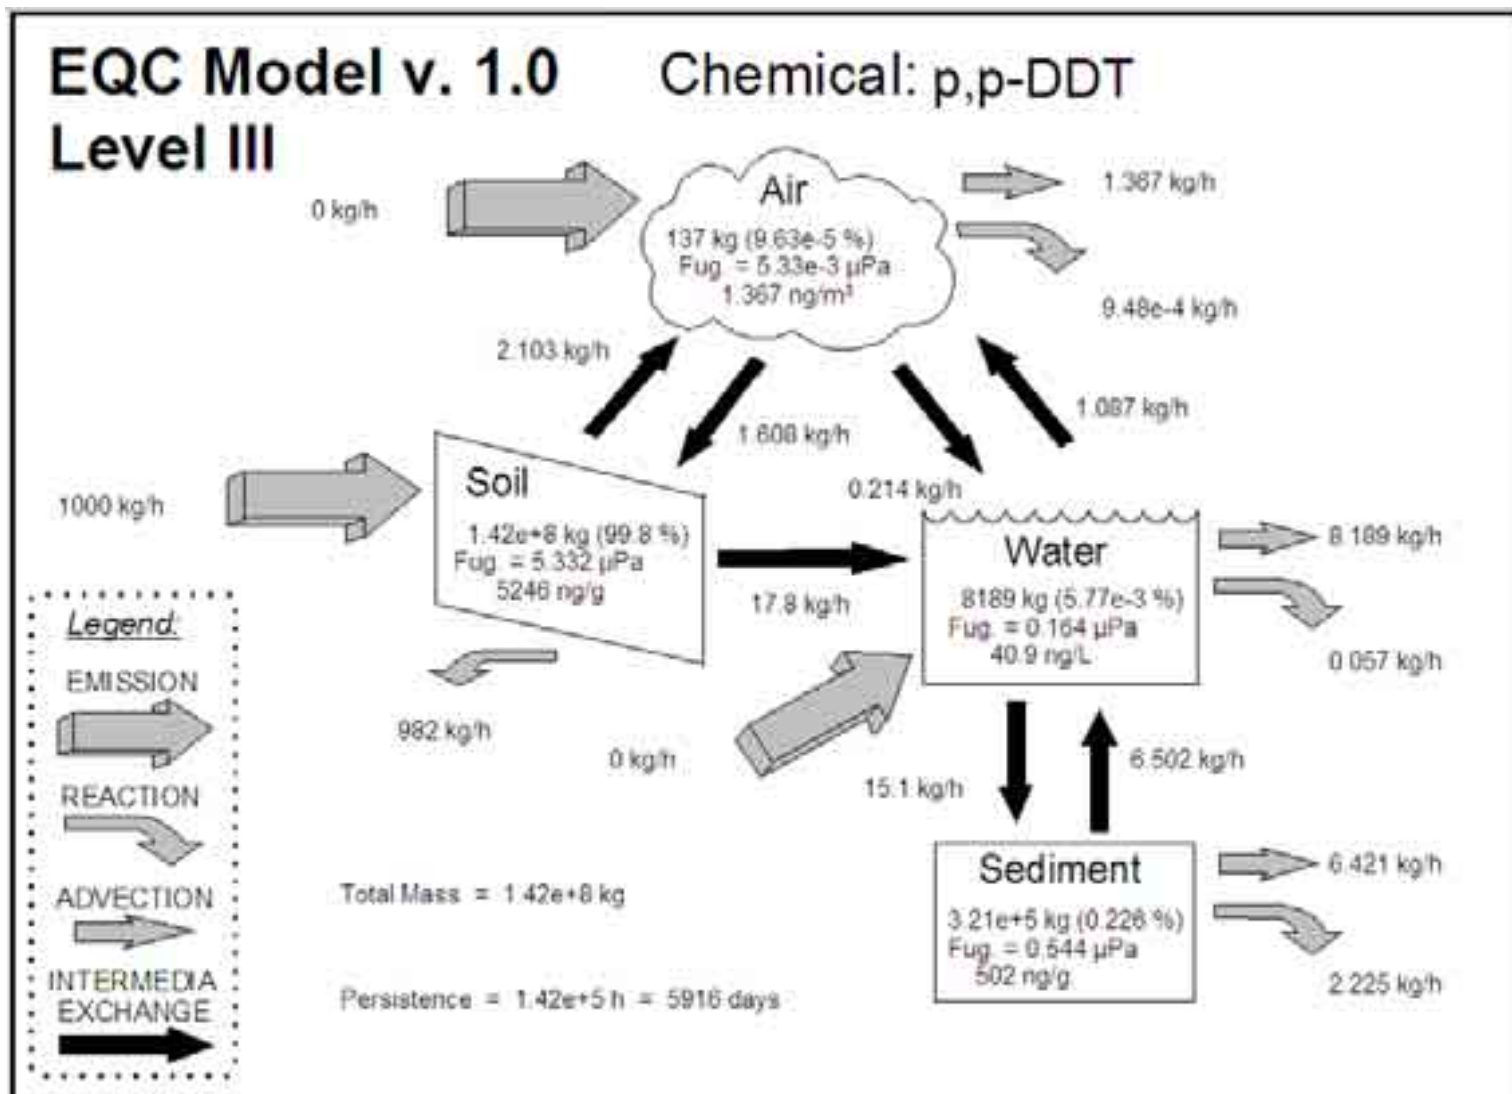 EQC Model v. 1.0
Level III
Chemical: p,p-DDT
0 kg/h
Air
137 kg (9.63e-5 %)
Fug. = 5.33e-3 µPa
1.367 ng/m³
1.367 kg/h
9.48e-4 kg/h
2.103 kg/h
1.608 kg/h
0.214 kg/h
1.087 kg/h
1000 kg/h
Soil
1.42e+8 kg (99.8 %)
Fug. = 5.332 µPa
5246 ng/g
982 kg/h
17.8 kg/h
0 kg/h
Water
8189 kg (5.77e-3 %)
Fug. = 0.164 µPa
40.9 ng/L
8.189 kg/h
0.057 kg/h
15.1 kg/h
6.502 kg/h
Sediment
3.21e+5 kg (0.226 %)
Fug. = 0.544 µPa
502 ng/g
6.421 kg/h
2.225 kg/h
Legend:
EMISSION
REACTION
ADVECTION
INTERMEDIA
EXCHANGE
Total Mass = 1.42e+8 kg
Persistence = 1.42e+5 h = 5916 days